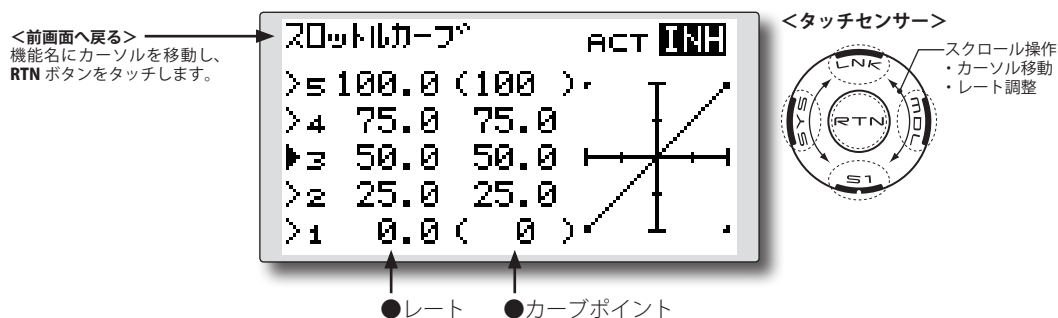 <前画面へ戻る>
機能名にカーソルを移動し、
RTN ボタンをタッチします。
スロットルカーブ ACT INH
>5 100.0 (100 )
>4 75.0 75.0
▶3 50.0 50.0
>2 25.0 25.0
>1 0.0 ( 0 )
●レート ●カーブポイント
<タッチセンサー>
スクロール操作
・カーソル移動
・レート調整
LNK
SYS
RTN
MDL
S1